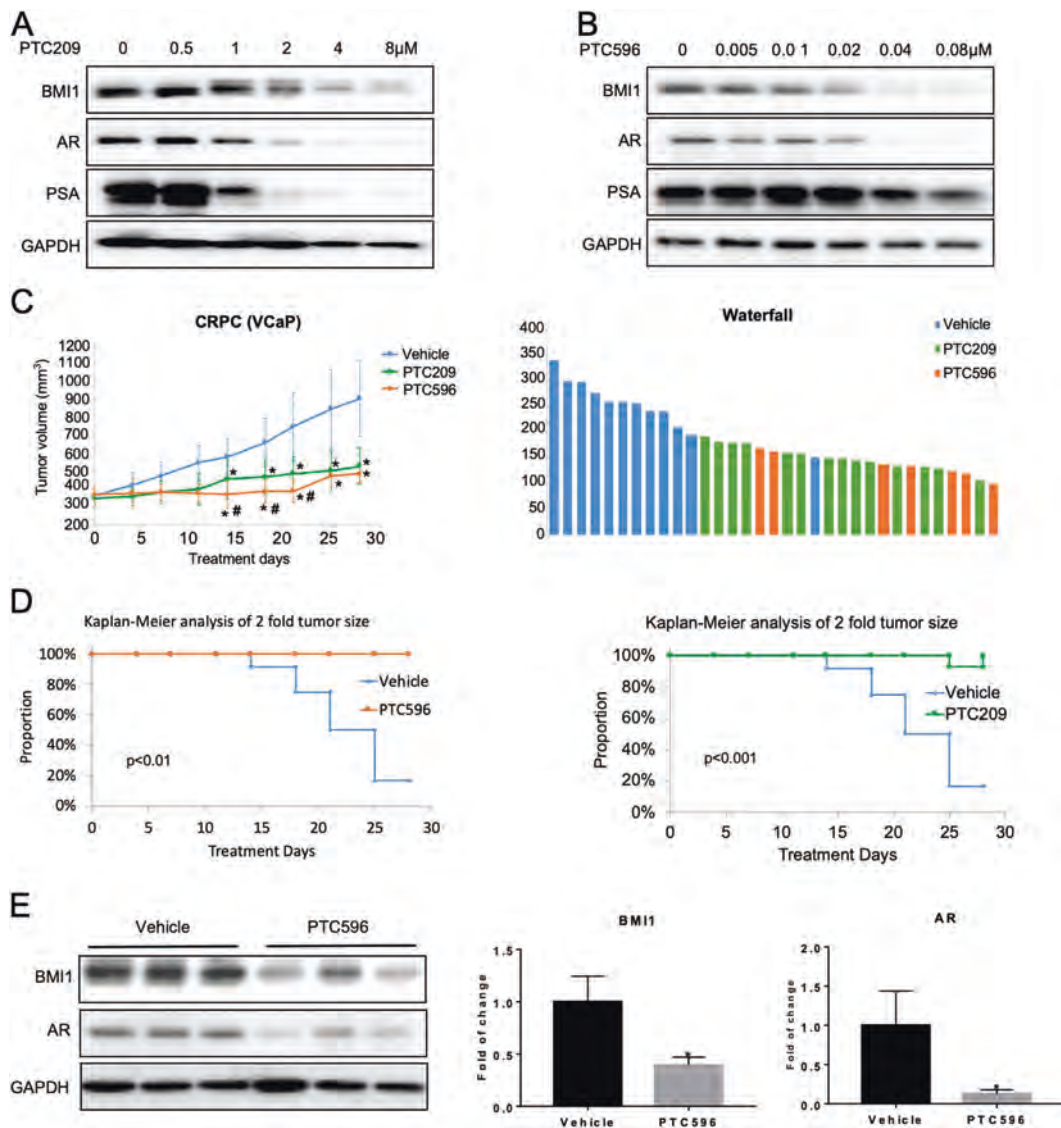 A
PTC209 0 0.5 1 2 4 8µM
BMI1
AR
PSA
GAPDH
B
PTC596 0 0.005 0.0 1 0.02 0.04 0.08µM
BMI1
AR
PSA
GAPDH
C
CRPC (VCaP)
1200
1100
1000
900
800
700
600
500
400
300
200
Tumor volume (mm³)
0 5 10 15 20 25 30
Treatment days
Vehicle
PTC209
PTC596
* * * * *
*# *# *# * *
Waterfall
400
350
300
250
200
150
100
50
0
Vehicle
PTC209
PTC596
D
Kaplan-Meier analysis of 2 fold tumor size
100%
80%
60%
40%
20%
0%
Proportion
p<0.01
Vehicle
PTC596
0 5 10 15 20 25 30
Treatment Days
Kaplan-Meier analysis of 2 fold tumor size
100%
80%
60%
40%
20%
0%
Proportion
p<0.001
Vehicle
PTC209
0 5 10 15 20 25 30
Treatment Days
E
Vehicle PTC596
BMI1
AR
GAPDH
BMI1
1.5
1.0
0.5
0.0
Fold of change
*
Vehicle PTC596
AR
2.0
1.5
1.0
0.5
0.0
Fold of change
*
Vehicle PTC596